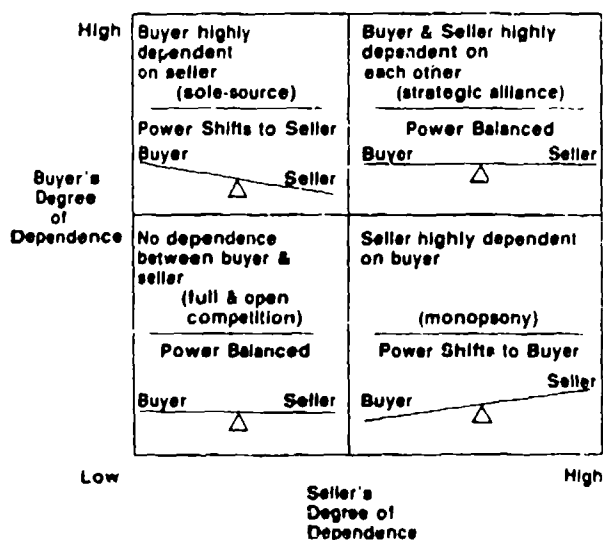 High
Buyer highly
dependent
on seller
(sole-source)
Power Shifts to Seller
Buyer
Seller
Buyer & Seller highly
dependent on
each other
(strategic alliance)
Power Balanced
Buyer Seller
Buyer's
Degree
of
Dependence
No dependence
between buyer &
seller
(full & open
competition)
Power Balanced
Buyer Seller
Seller highly dependent
on buyer
(monopsony)
Power Shifts to Buyer
Seller
Buyer
Low
High
Seller's
Degree of
Dependence